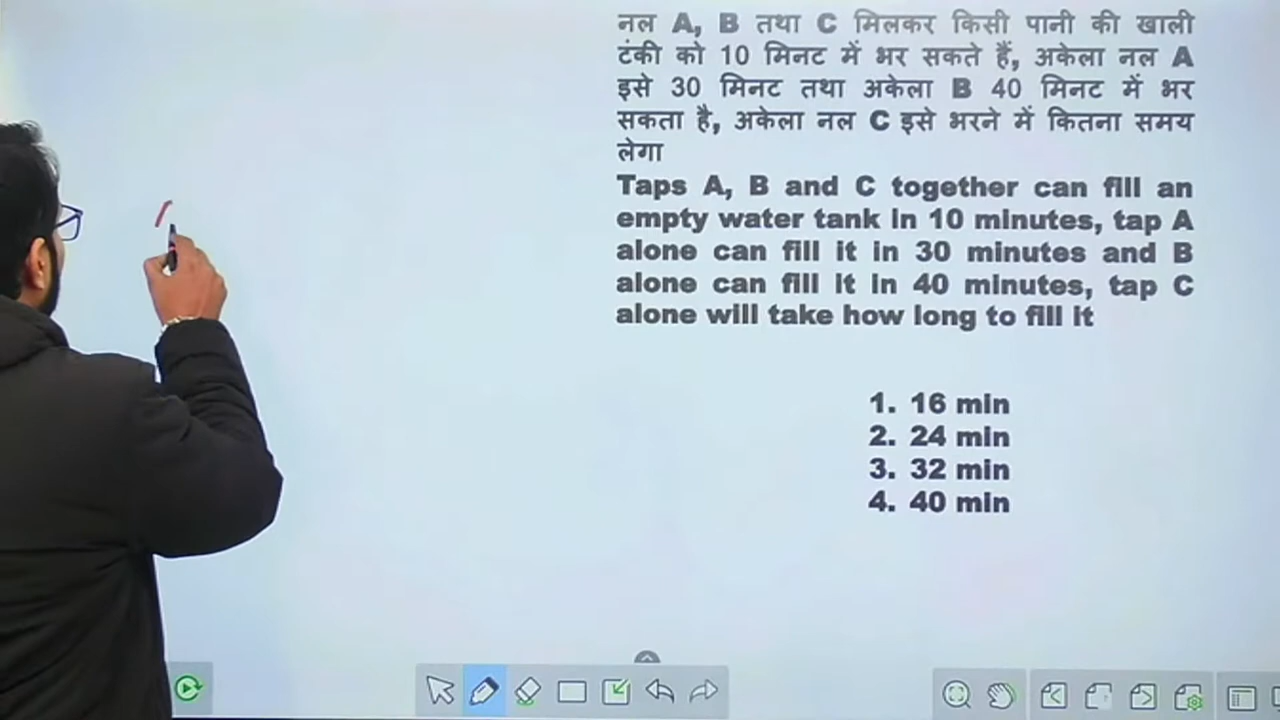 नल A, B तथा C मिलकर किसी पानी की खाली
टंकी को 10 मिनट में भर सकते हैं, अकेला नल A
इसे 30 मिनट तथा अकेला B 40 मिनट में भर
सकता है, अकेला नल C इसे भरने में कितना समय
लेगा
Taps A, B and C together can fill an
empty water tank in 10 minutes, tap A
alone can fill it in 30 minutes and B
alone can fill it in 40 minutes, tap C
alone will take how long to fill it
1. 16 min
2. 24 min
3. 32 min
4. 40 min